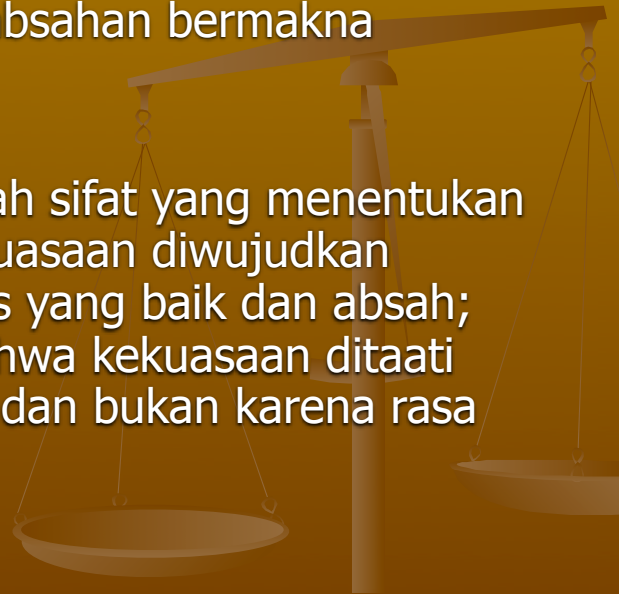 bsahan bermakna
ah sifat yang menentukan
uasaan diwujudkan
s yang baik dan absah;
hwa kekuasaan ditaati
dan bukan karena rasa